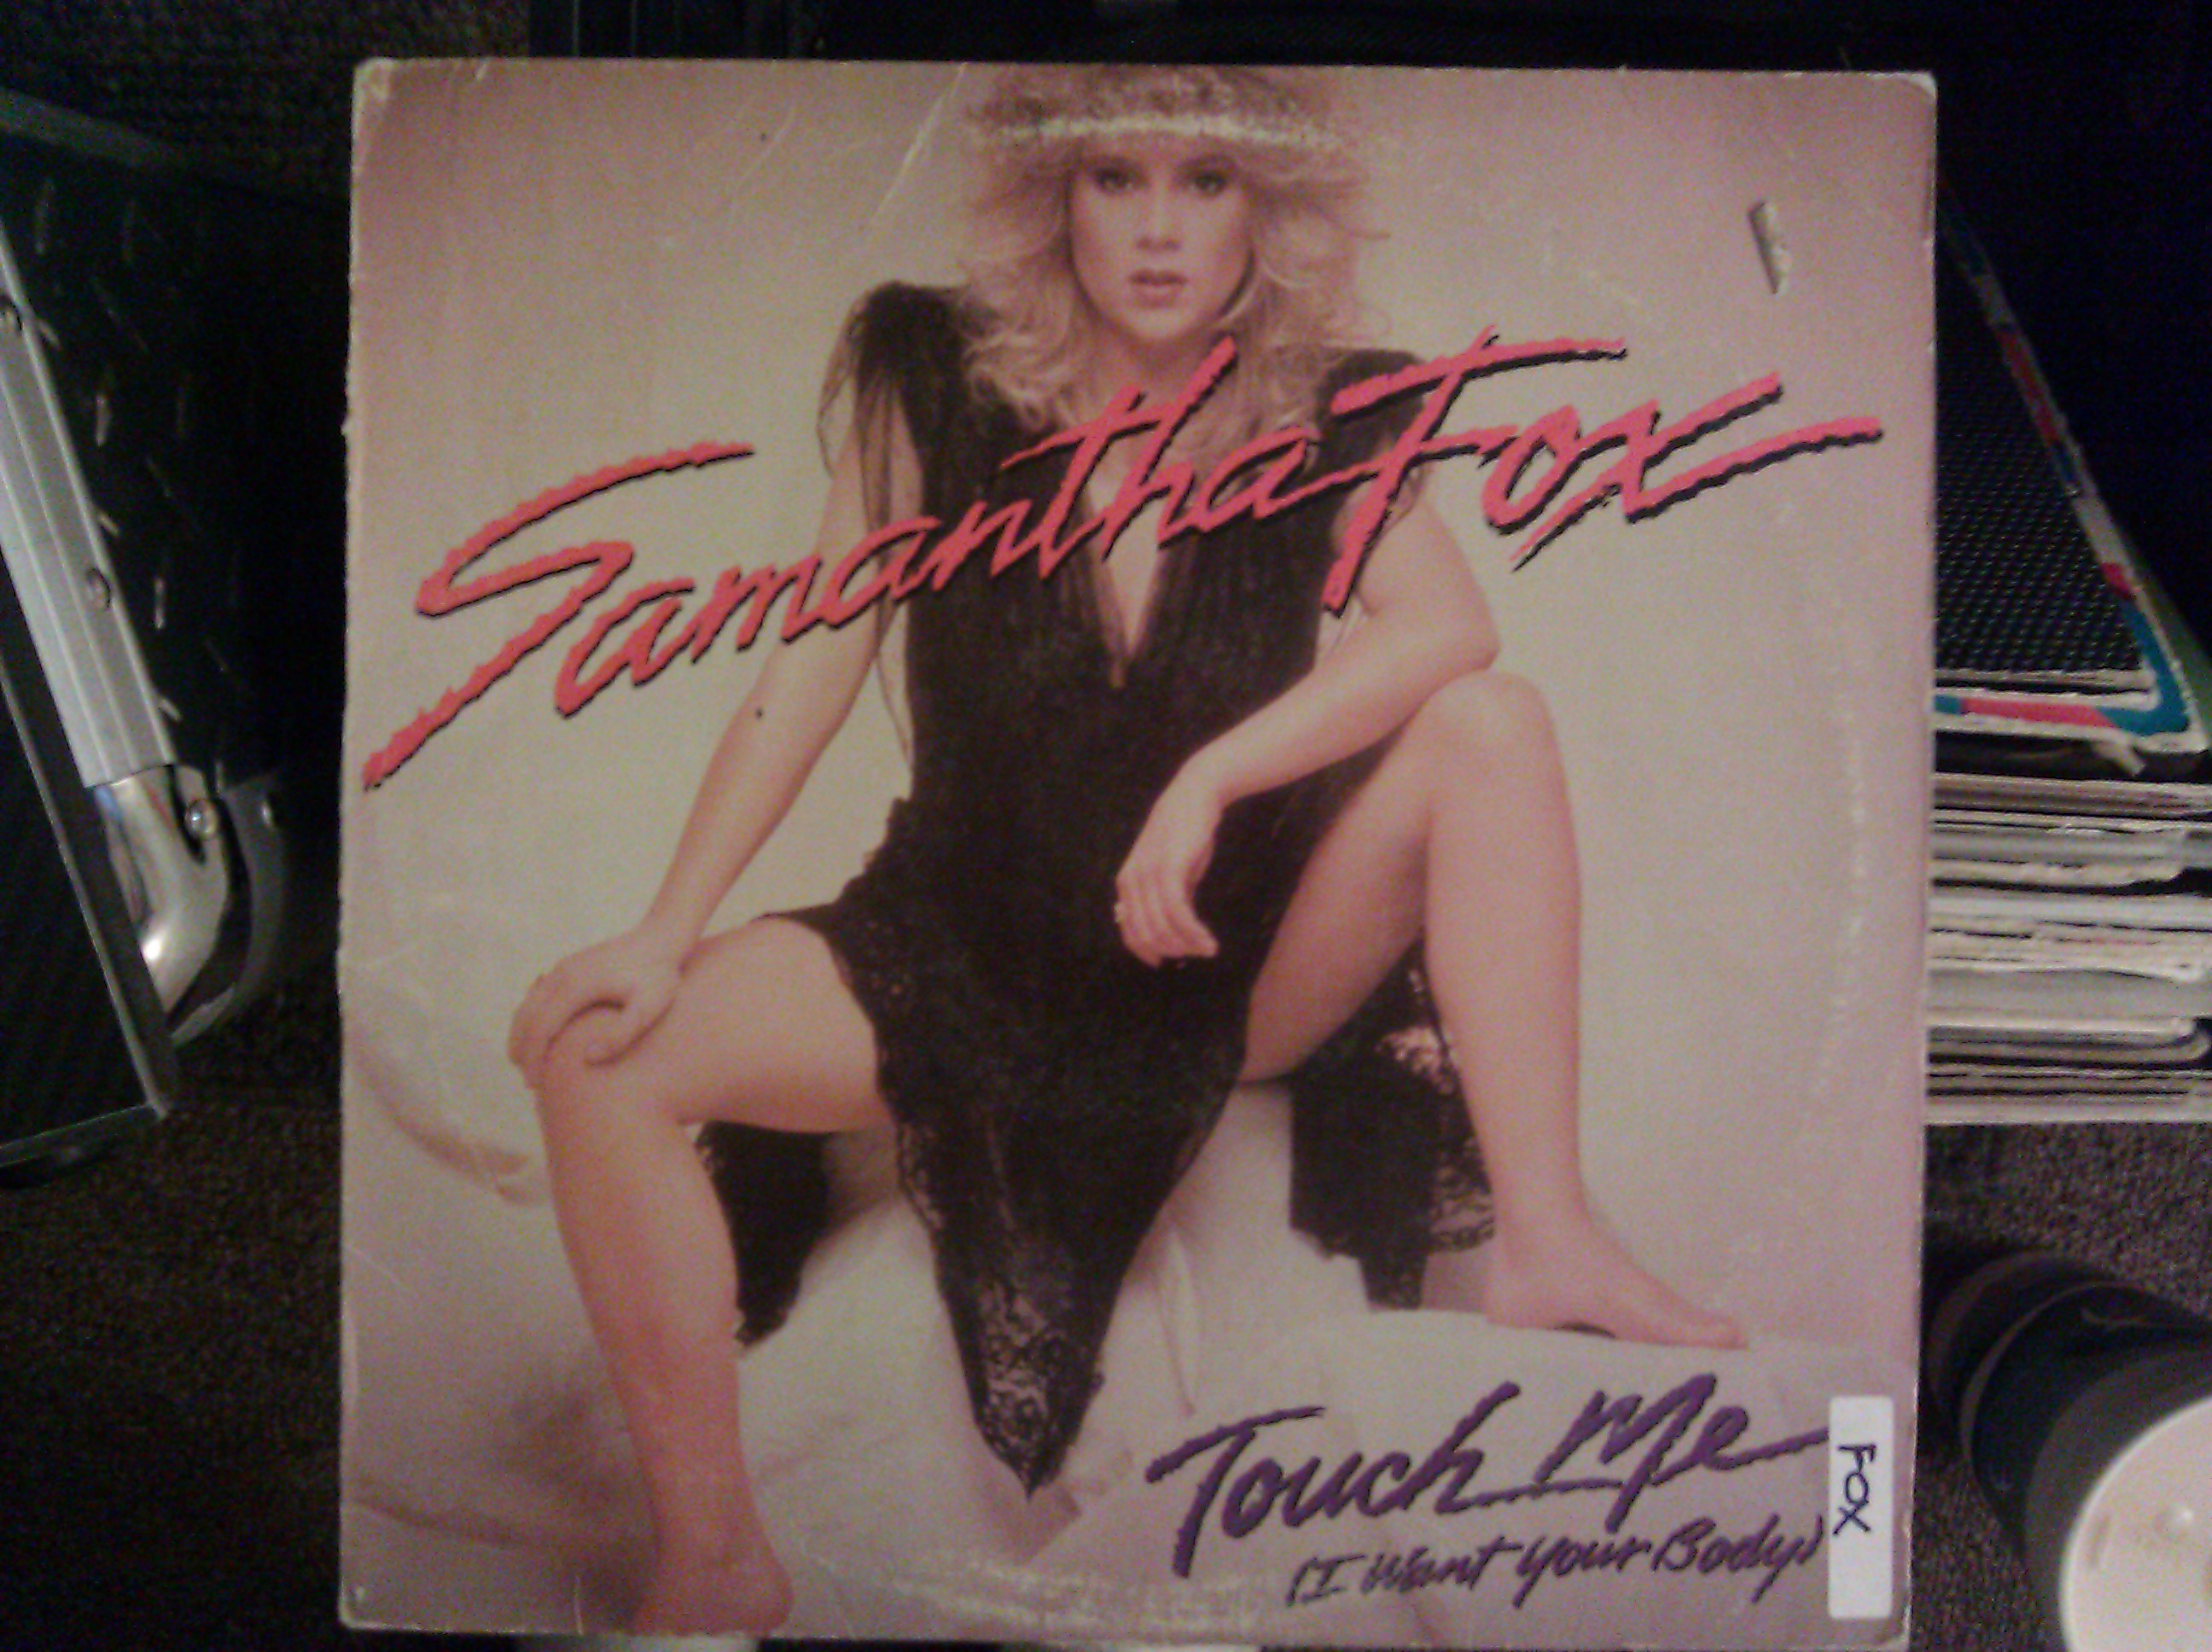 Samantha Fox
Touch Me
(I Want Your Body)
FOX